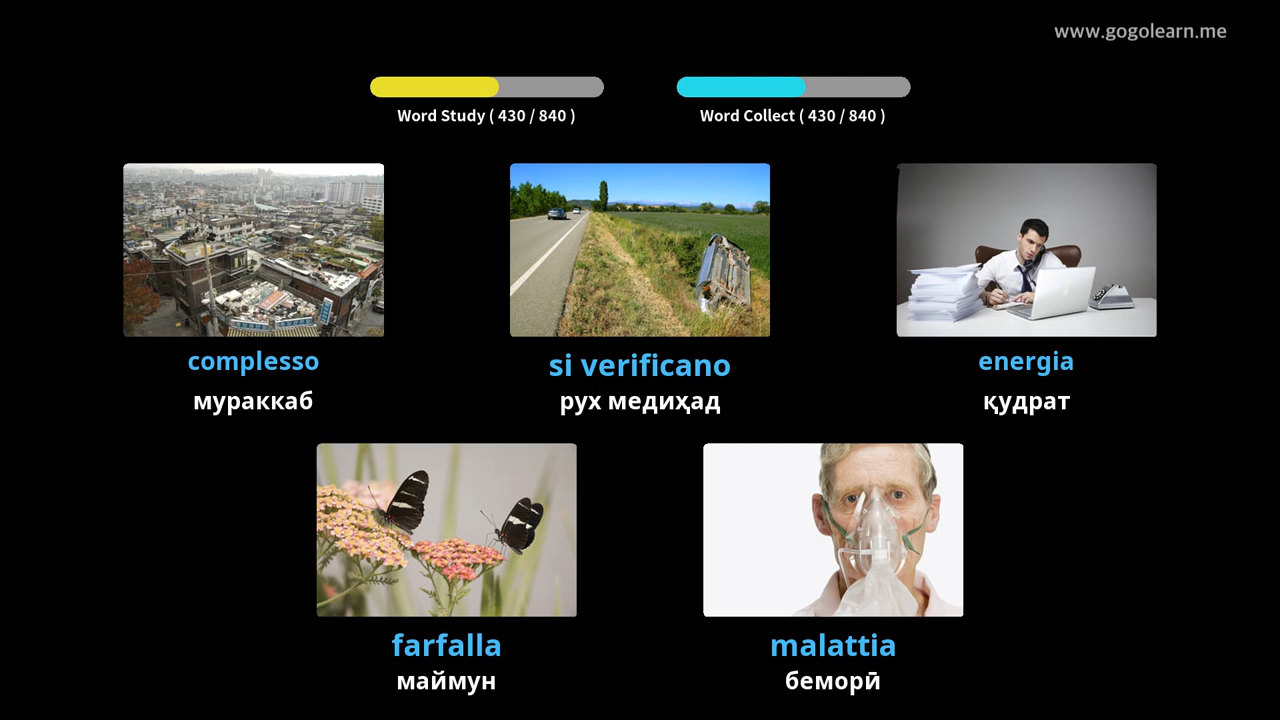 www.gogolearn.me
Word Study ( 430 / 840 )
Word Collect ( 430 / 840 )
complesso
мураккаб
si verificano
рух медиҳад
energia
қудрат
farfalla
маймун
malattia
беморӣ